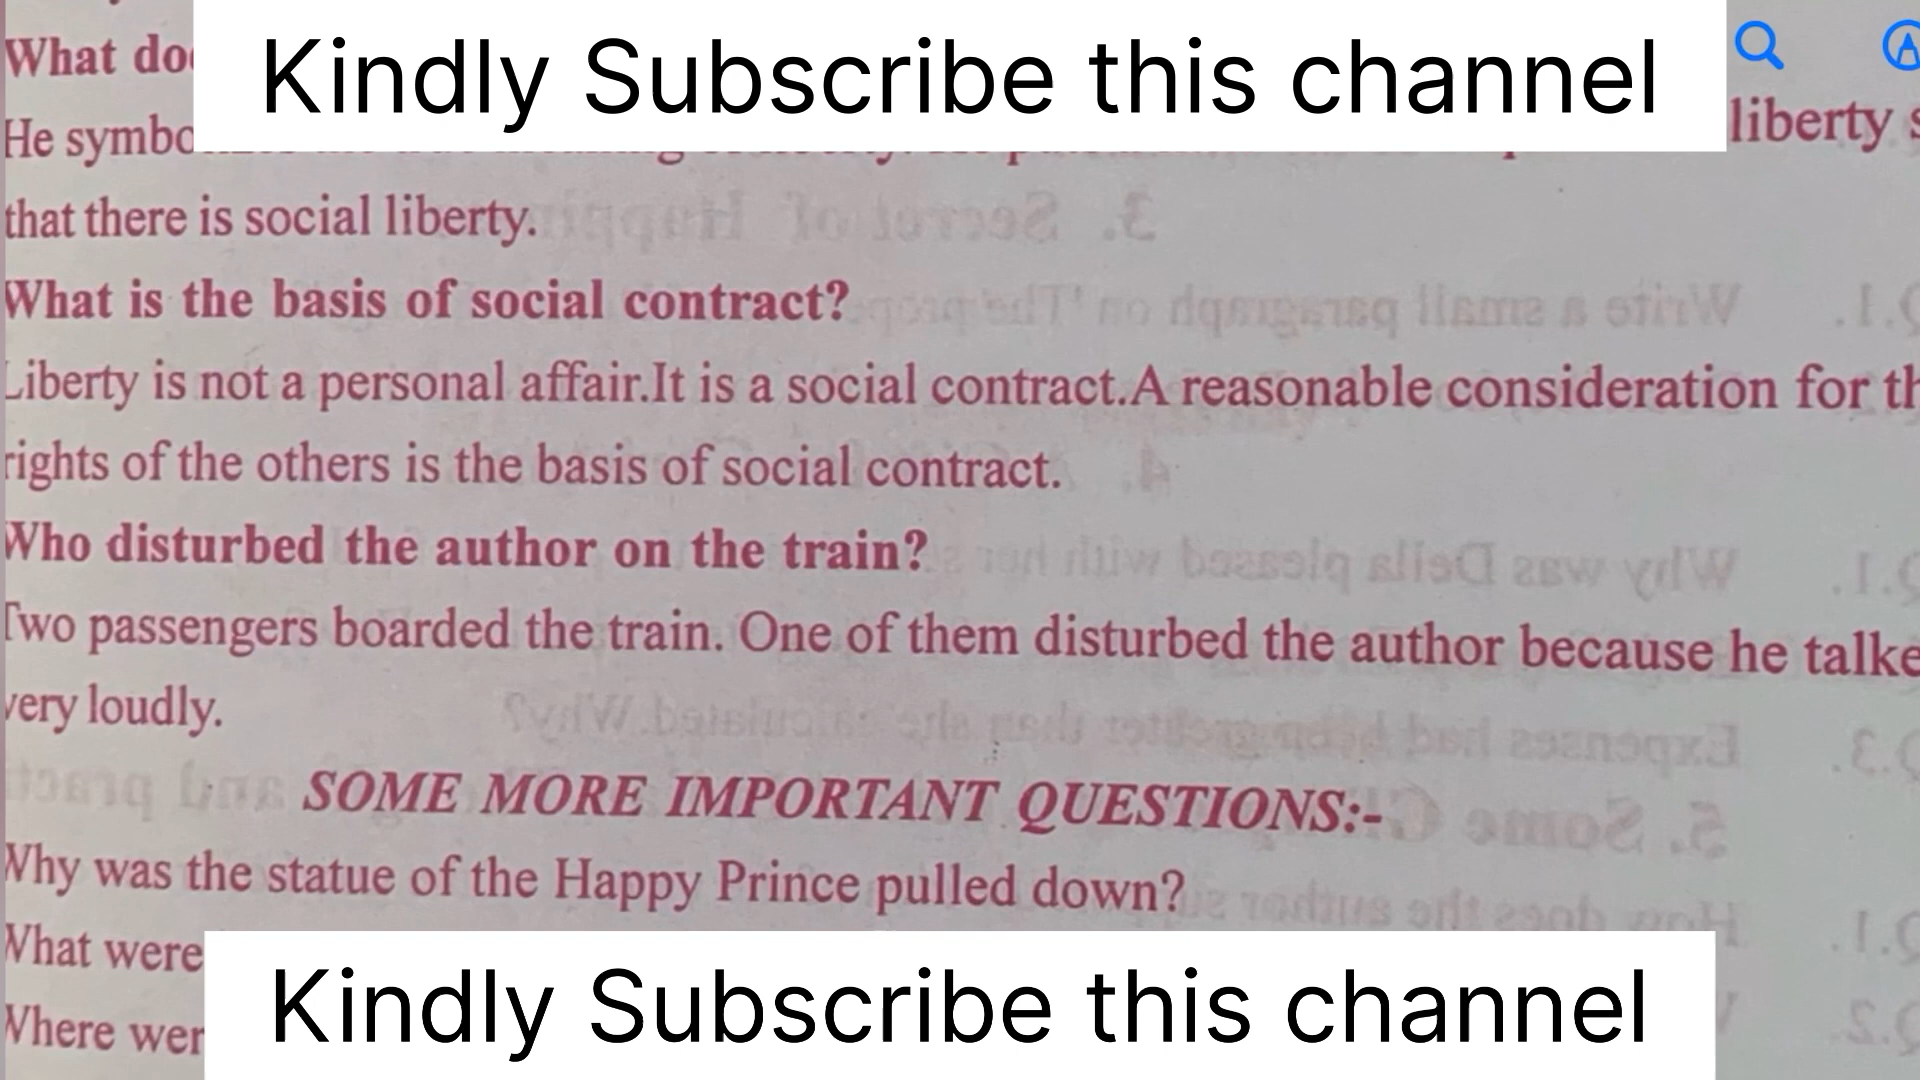 What do
Kindly Subscribe this channel
He symbo liberty s
that there is social liberty.
What is the basis of social contract?
Liberty is not a personal affair.It is a social contract.A reasonable consideration for th
rights of the others is the basis of social contract.
Who disturbed the author on the train?
Two passengers boarded the train. One of them disturbed the author because he talke
very loudly.
SOME MORE IMPORTANT QUESTIONS:-
Why was the statue of the Happy Prince pulled down?
What were
Kindly Subscribe this channel
Where wer